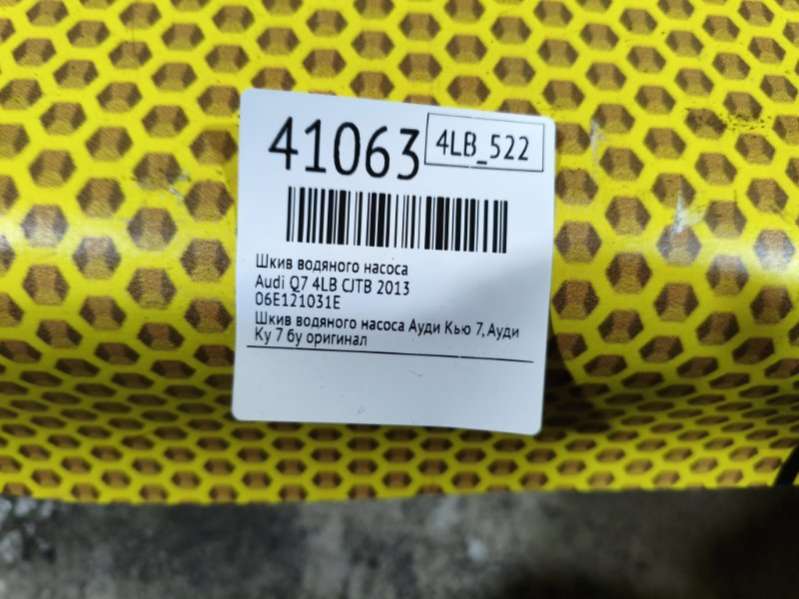 41063
4LB_522
Шкив водяного насоса
Audi Q7 4LB CJTB 2013
06E121031E
Шкив водяного насоса Ауди Кью 7, Ауди
Ку 7 бу оригинал